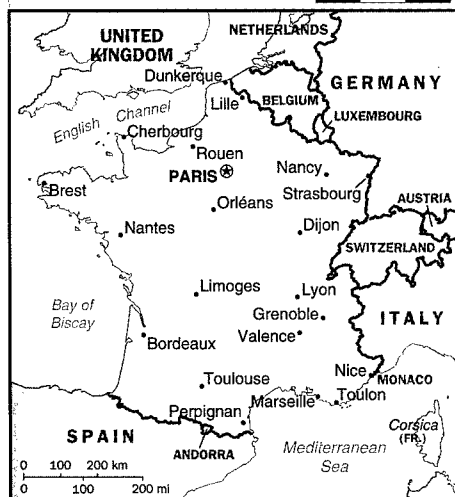 UNITED
KINGDOM
NETHERLANDS
Dunkerque
GERMANY
Lille
BELGIUM
LUXEMBOURG
English Channel
Cherbourg
Rouen
PARIS
Nancy
Strasbourg
Brest
Orléans
AUSTRIA
Nantes
Dijon
SWITZERLAND
Limoges
Lyon
Bay of
Biscay
Grenoble
ITALY
Valence
Bordeaux
Nice
MONACO
Toulouse
Marseille
Toulon
Perpignan
Corsica
(FR.)
SPAIN
ANDORRA
Mediterranean
Sea
0 100 200 km
0 100 200 mi